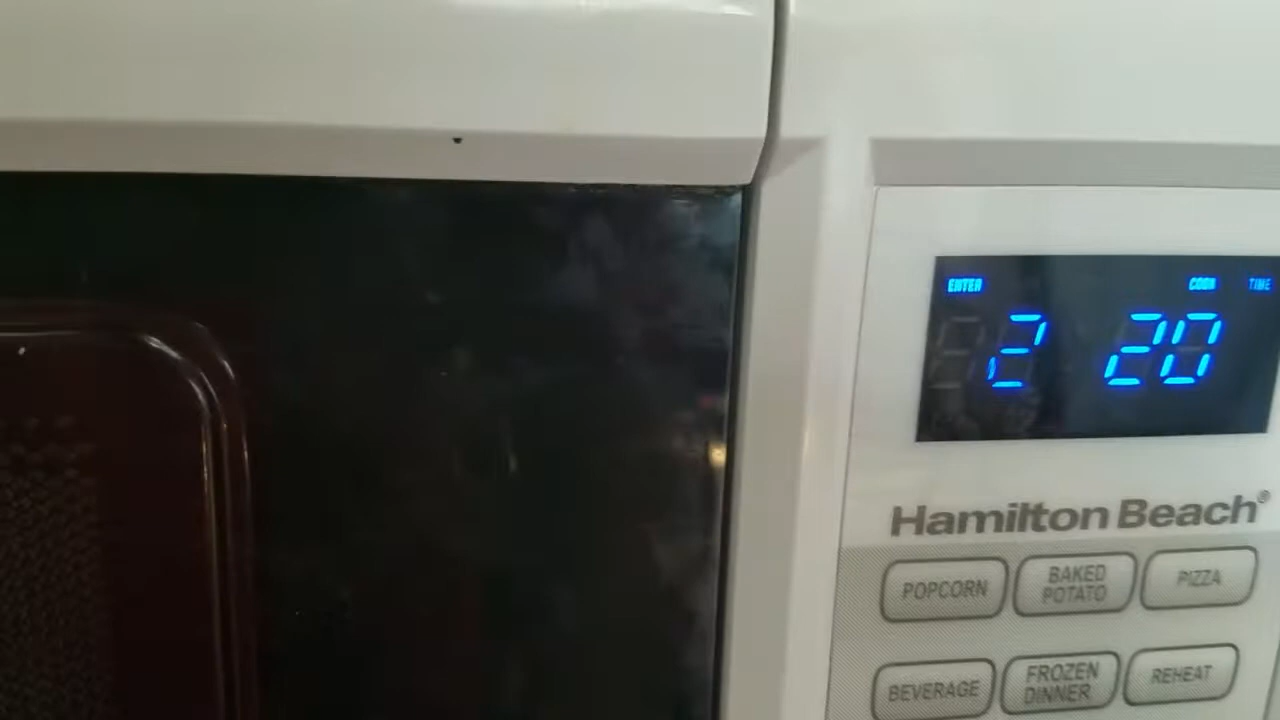 ENTER COOK TIME
2 20
Hamilton Beach®
POPCORN
BAKED POTATO
PIZZA
BEVERAGE
FROZEN DINNER
REHEAT